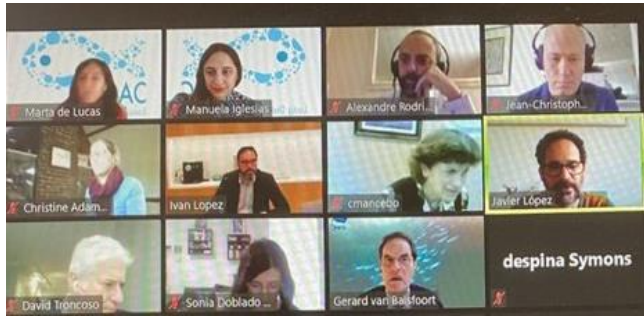 AC
Marta de Lucas
Manuela Iglesias
Alexandre Rodri...
Jean-Christoph...
Christine Adam...
Ivan Lopez
cmancebo
Javier López
David Troncoso
Sonia Doblado ...
Gerard van Balsfoort
despina Symons